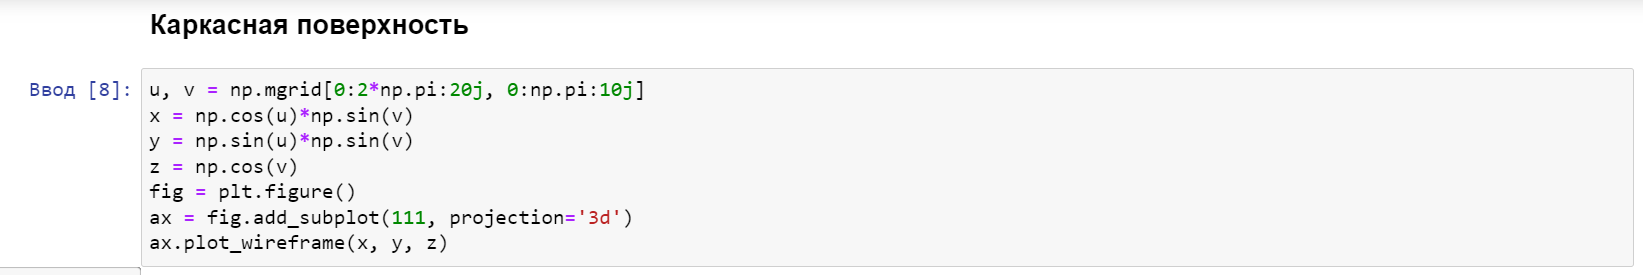 Каркасная поверхность
Ввод [8]:
u, v = np.mgrid[0:2*np.pi:20j, 0:np.pi:10j]
x = np.cos(u)*np.sin(v)
y = np.sin(u)*np.sin(v)
z = np.cos(v)
fig = plt.figure()
ax = fig.add_subplot(111, projection='3d')
ax.plot_wireframe(x, y, z)